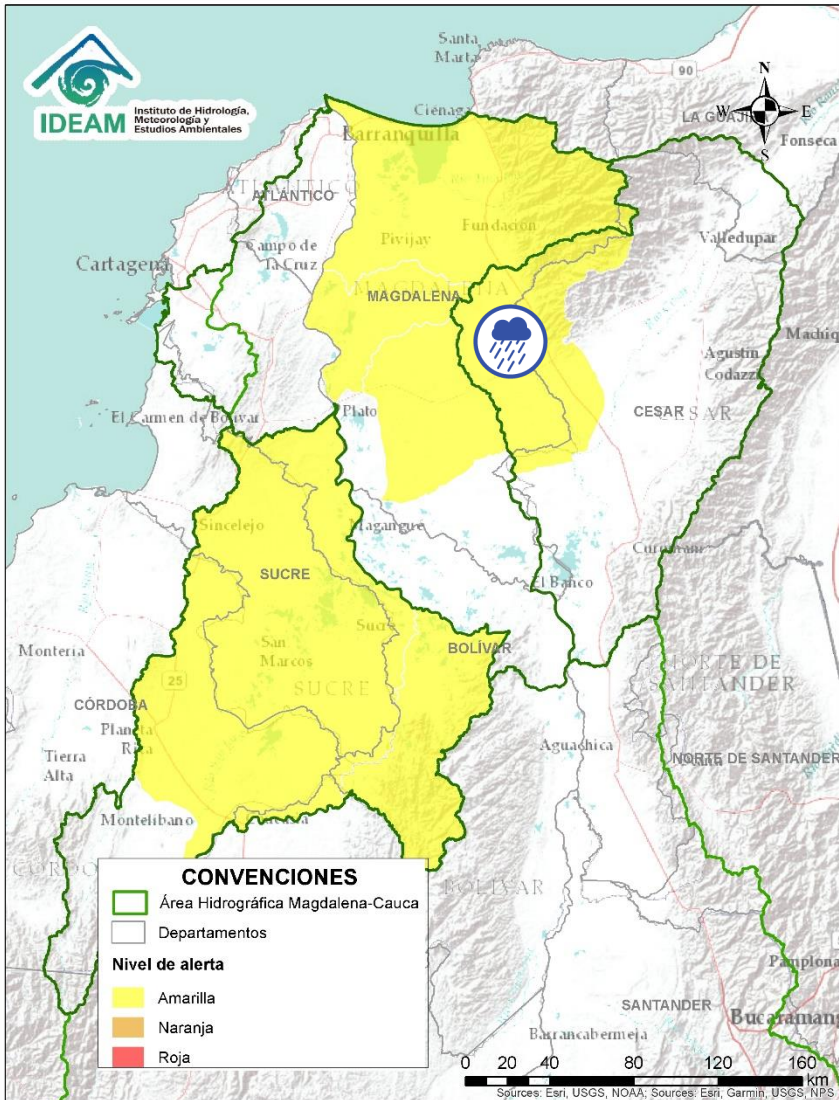 IDEAM
Instituto de Hidrología,
Meteorología y
Estudios Ambientales
Santa
Marta
90
N
W
E
S
LA GUAJI
Fonseca
Ciénaga
Barranquilla
ATLÁNTICO
Pivijay
Fundación
Valledupar
Cartagena
Campo de
la Cruz
MAGDALENA
Machiq
Agustín
Codazzi
El Carmen de Bolívar
Plato
CESAR
CESAR
Sincelejo
Magangué
SUCRE
Curumaní
El Banco
Sucre
San
Marcos
BOLÍVAR
Montería
SUCRE
25
NORTE DE
SANTANDER
CÓRDOBA
Planeta
Rica
Aguachica
Tierra
Alta
NORTE DE SANTANDER
Montelíbano
BOLÍVAR
CONVENCIONES
Área Hidrográfica Magdalena-Cauca
Departamentos
Nivel de alerta
Amarilla
Naranja
Roja
Pamplona
SANTANDER
Bucaramang
Barrancabermeja
0 20 40 80 120 160
km
Sources: Esri, USGS, NOAA; Sources: Esri, Garmin, USGS, NPS